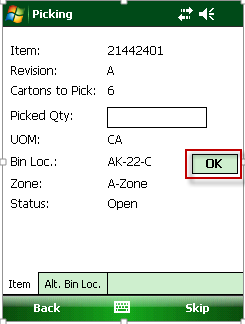 Picking
Item: 21442401
Revision: A
Cartons to Pick: 6
Picked Qty:
UOM: CA
Bin Loc.: AK-22-C
OK
Zone: A-Zone
Status: Open
Item Alt. Bin Loc.
Back Skip